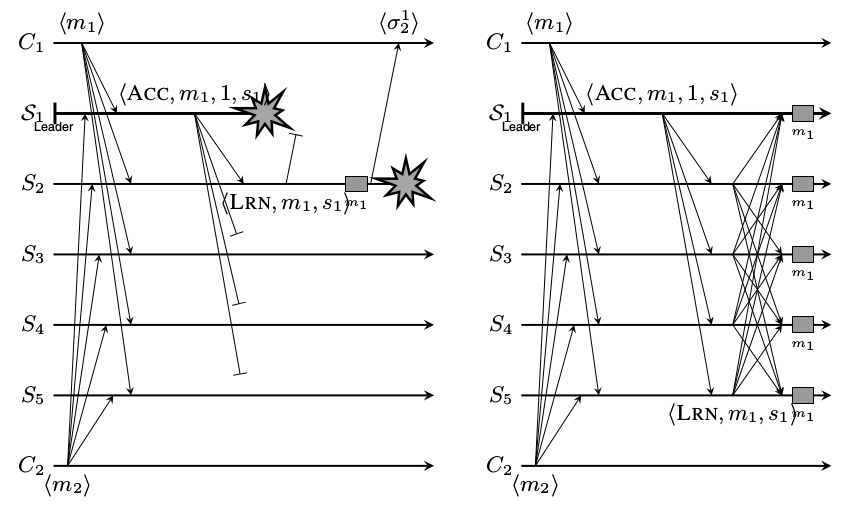 ⟨m₁⟩ ⟨σ₂¹⟩
C₁
⟨ACC, m₁, 1, s₁⟩
S₁
Leader
S₂
m₁
⟨LRN, m₁, s₁⟩
S₃
S₄
S₅
C₂
⟨m₂⟩
⟨m₁⟩
C₁
⟨ACC, m₁, 1, s₁⟩
S₁
Leader
m₁
S₂
m₁
S₃
m₁
S₄
m₁
S₅
⟨LRN, m₁, s₁⟩ m₁
C₂
⟨m₂⟩